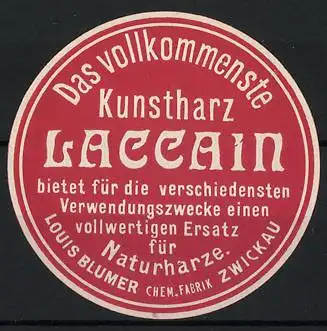 Das vollkommenste
Kunstharz
LACCAIN
bietet für die verschiedensten
Verwendungszwecke einen
vollwertigen Ersatz
für
Naturharze.
LOUIS BLUMER CHEM. FABRIK ZWICKAU